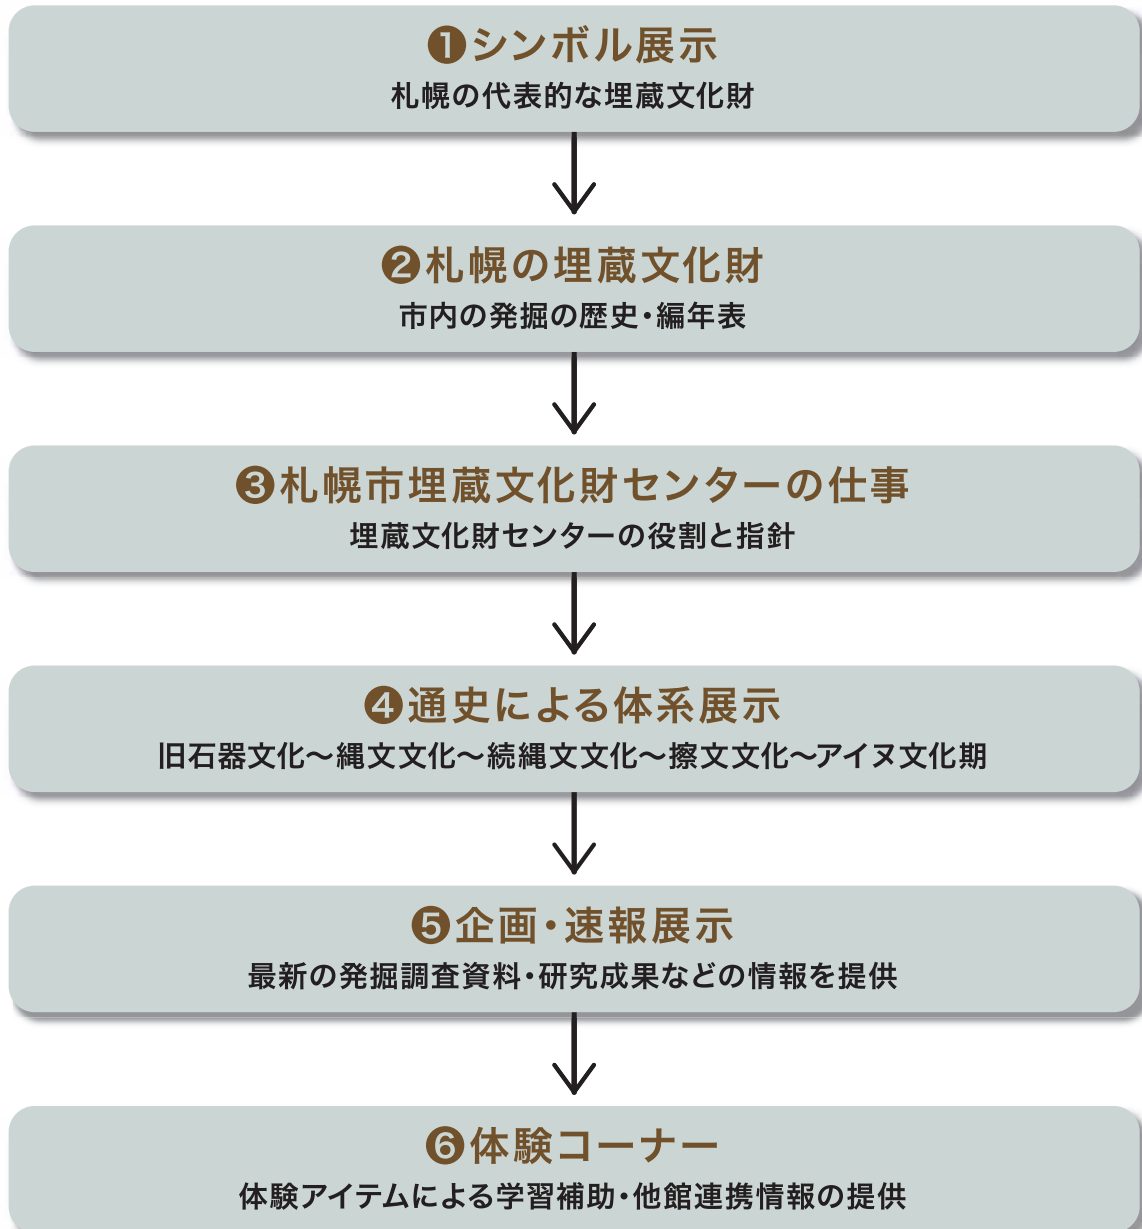 ❶シンボル展示
札幌の代表的な埋蔵文化財
❷札幌の埋蔵文化財
市内の発掘の歴史・編年表
❸札幌市埋蔵文化財センターの仕事
埋蔵文化財センターの役割と指針
❹通史による体系展示
旧石器文化～縄文文化～続縄文文化～擦文文化～アイヌ文化期
❺企画・速報展示
最新の発掘調査資料・研究成果などの情報を提供
❻体験コーナー
体験アイテムによる学習補助・他館連携情報の提供